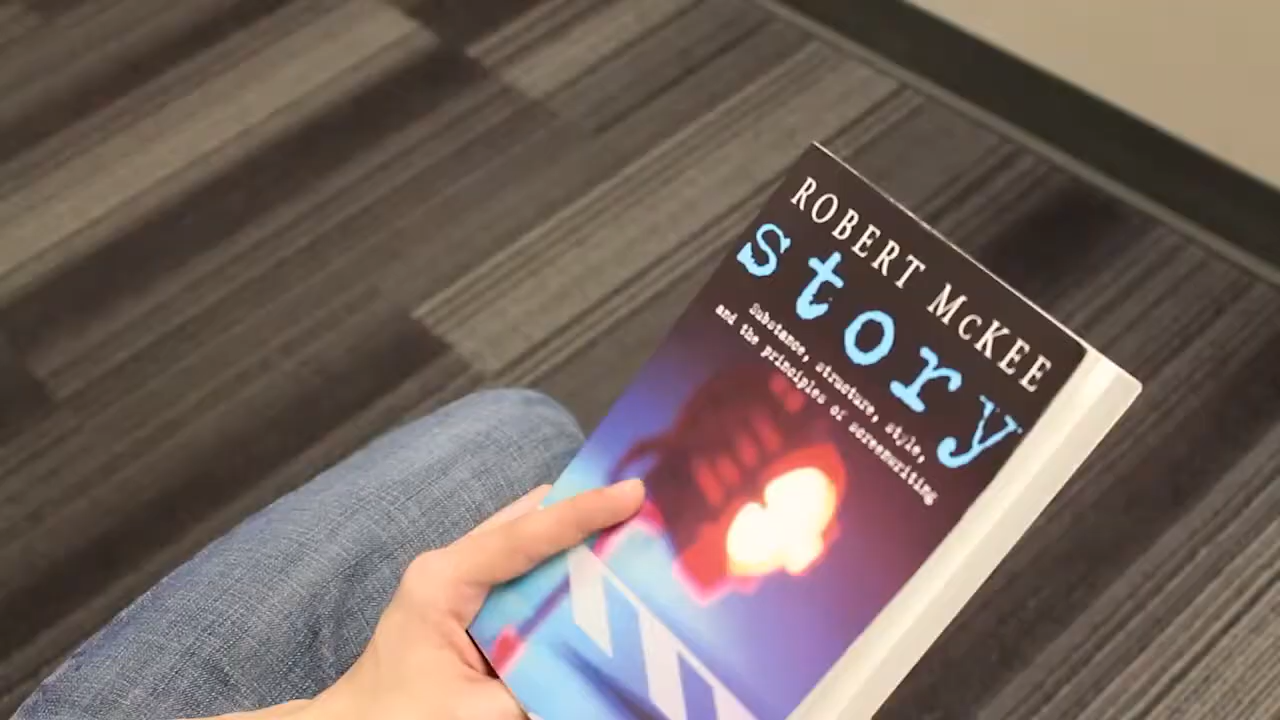 ROBERT McKEE
story
Substance, structure, style,
and the principles of screenwriting